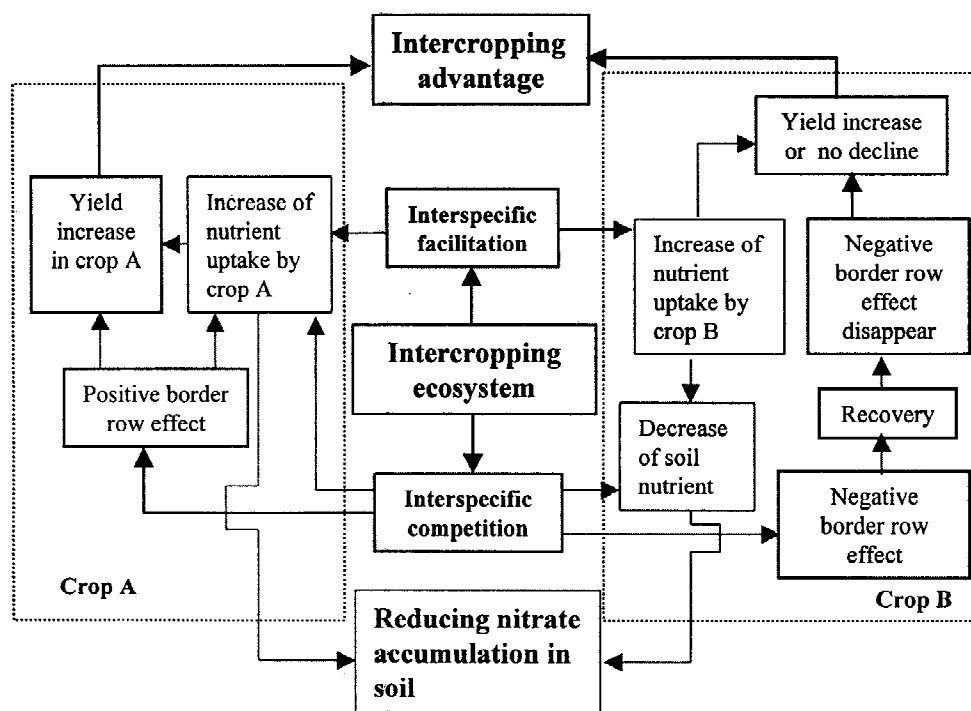 Intercropping
advantage
Yield increase
or no decline
Yield
increase
in crop A
Increase of
nutrient
uptake by
crop A
Interspecific
facilitation
Increase of
nutrient
uptake by
crop B
Negative
border row
effect
disappear
Intercropping
ecosystem
Positive border
row effect
Recovery
Decrease
of soil
nutrient
Interspecific
competition
Negative
border row
effect
Crop A
Crop B
Reducing nitrate
accumulation in
soil